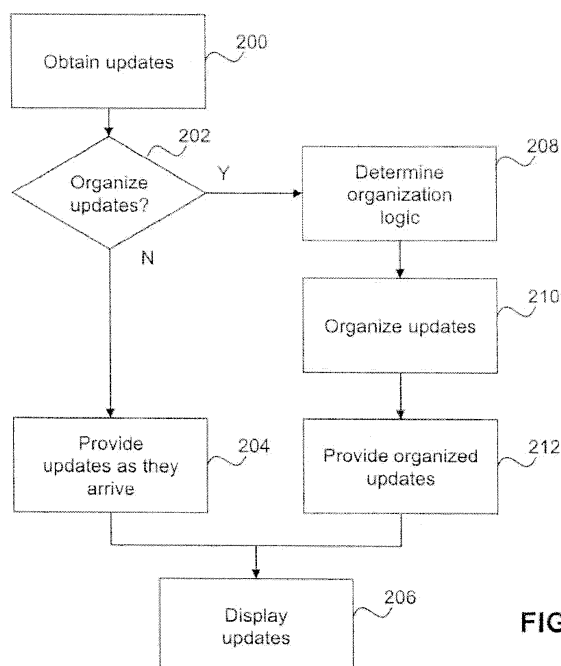 Obtain updates
200
202
Organize
updates?
Y
N
208
Determine
organization
logic
210
Organize updates
Provide
updates as they
arrive
204
Provide organized
updates
212
Display
updates
206
FIG